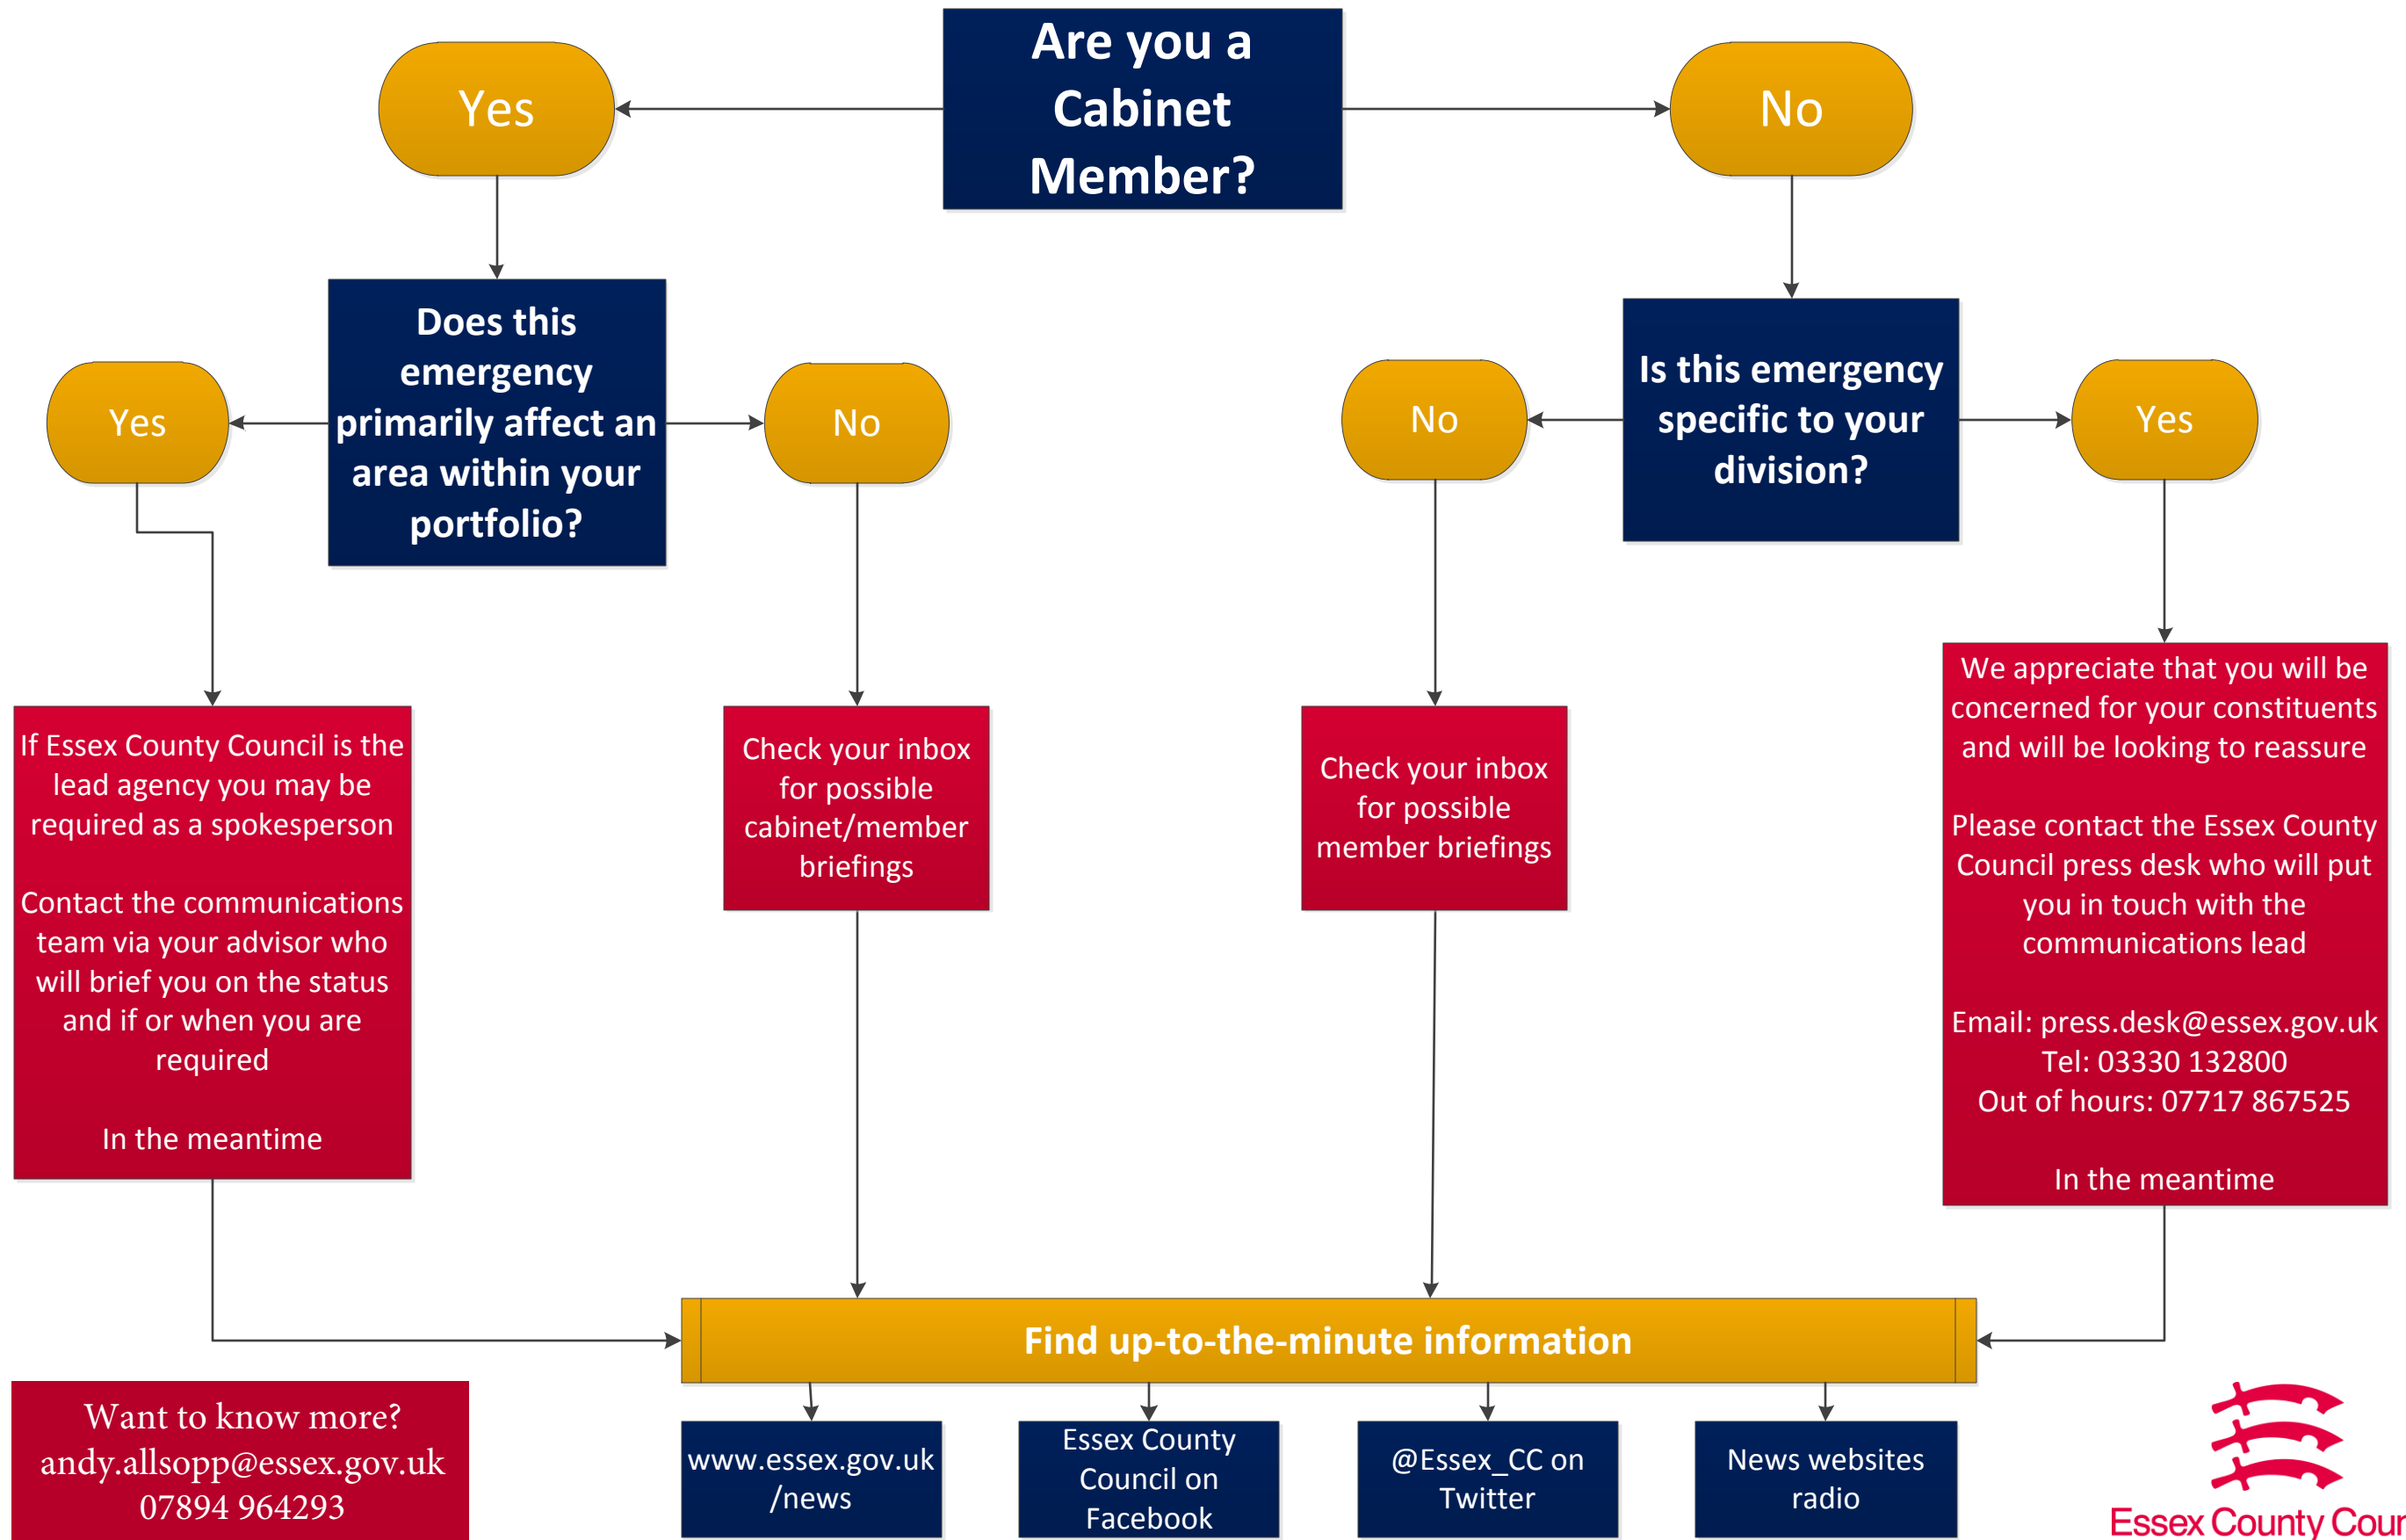 Are you a
Cabinet
Member?
Yes
No
Does this
emergency
primarily affect an
area within your
portfolio?
Yes
No
Is this emergency
specific to your
division?
No
Yes
If Essex County Council is the
lead agency you may be
required as a spokesperson
Contact the communications
team via your advisor who
will brief you on the status
and if or when you are
required
In the meantime
Check your inbox
for possible
cabinet/member
briefings
Check your inbox
for possible
member briefings
We appreciate that you will be
concerned for your constituents
and will be looking to reassure
Please contact the Essex County
Council press desk who will put
you in touch with the
communications lead
Email: press.desk@essex.gov.uk
Tel: 03330 132800
Out of hours: 07717 867525
In the meantime
Find up-to-the-minute information
www.essex.gov.uk
/news
Essex County
Council on
Facebook
@Essex_CC on
Twitter
News websites
radio
Want to know more?
andy.allsopp@essex.gov.uk
07894 964293
Essex County Coun